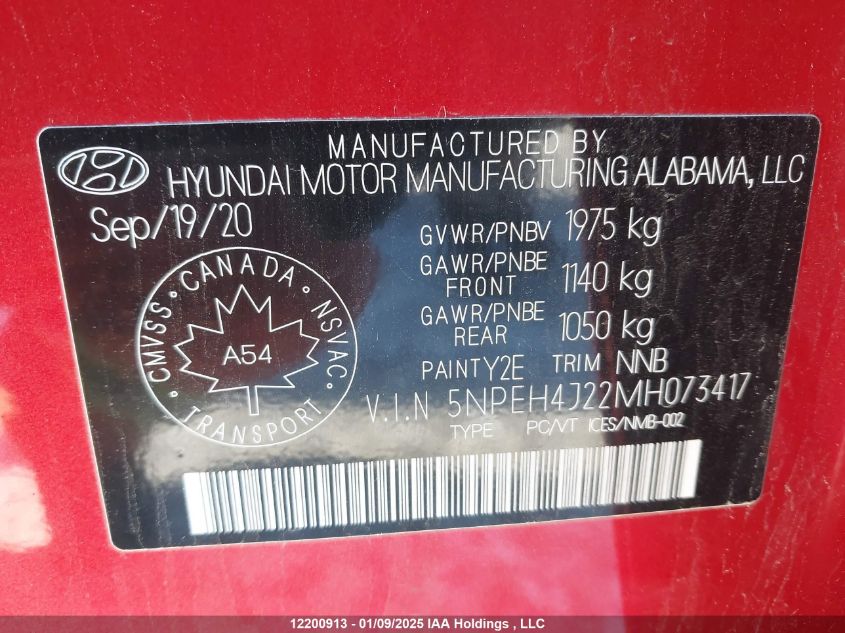 MANUFACTURED BY
HYUNDAI MOTOR MANUFACTURING ALABAMA, LLC
Sep/19/20
GVWR/PNBV 1975 kg
GAWR/PNBE FRONT 1140 kg
GAWR/PNBE REAR 1050 kg
PAINT Y2E TRIM NNB
V.I.N 5NPEH4J22MH073417
TYPE PC/VT ICES/NMB-002
CMVSS • CANADA • NSVAC • TRANSPORT •
A54
12200913 - 01/09/2025 IAA Holdings , LLC